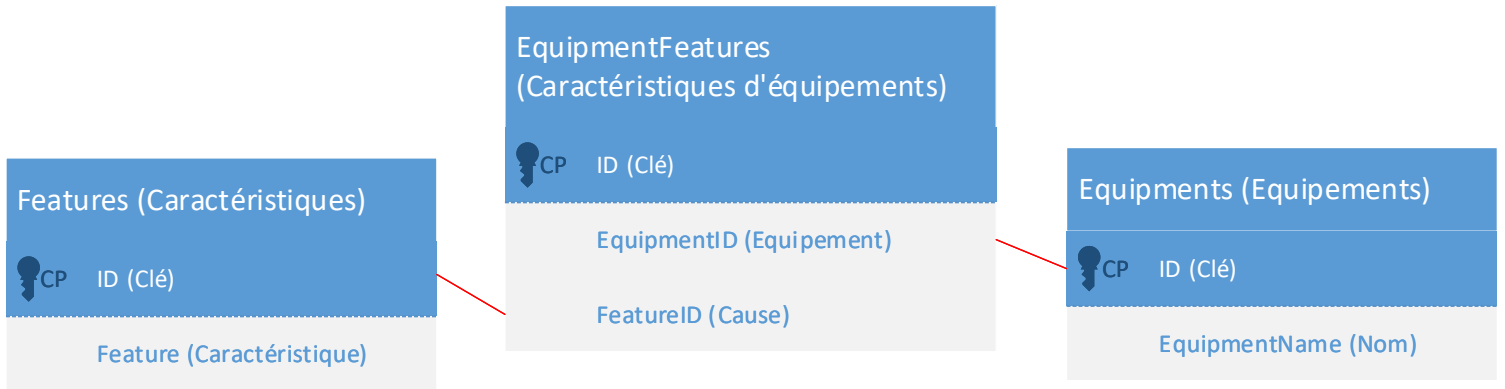 Features (Caractéristiques)
CP ID (Clé)
Feature (Caractéristique)
EquipmentFeatures
(Caractéristiques d'équipements)
CP ID (Clé)
EquipmentID (Equipement)
FeatureID (Cause)
Equipments (Equipements)
CP ID (Clé)
EquipmentName (Nom)